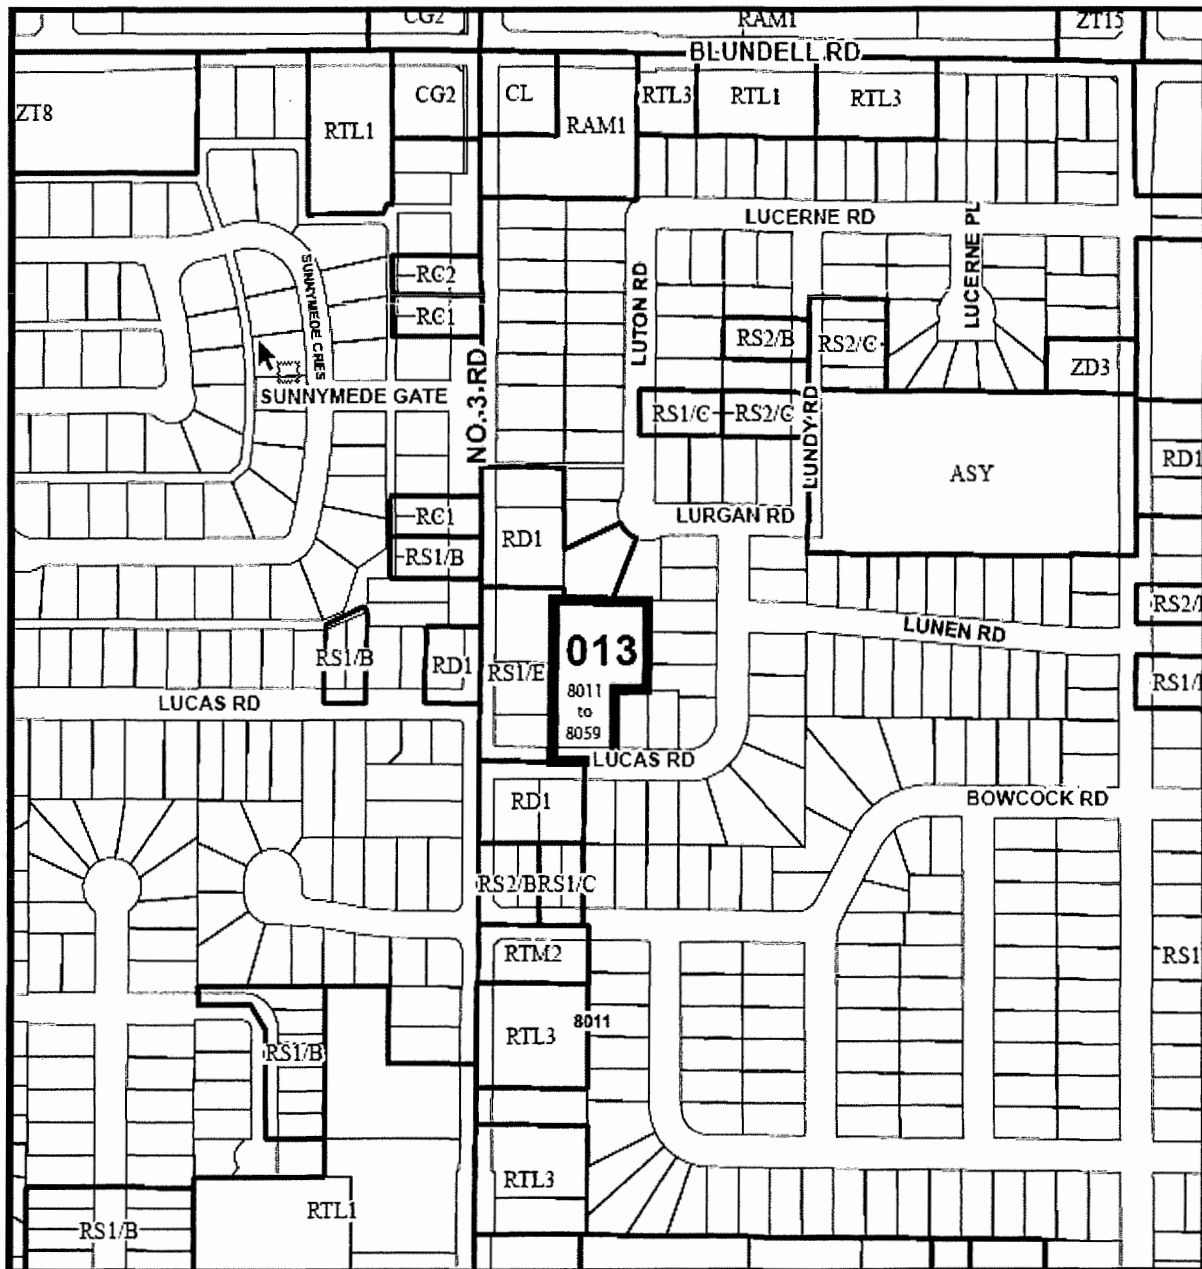 CG2
RAM1
ZT15
BLUNDELL RD
ZT8
RTL1
CG2
CL
RAM1
RTL3
RTL1
RTL3
LUCERNE RD
LUCERNE PL
SUNNYMEDE CRES
RC2
RC1
LUTON RD
RS2/B
RS2/C
ZD3
SUNNYMEDE GATE
NO. 3 RD
RS1/C
RS2/C
LUNDY RD
ASY
RD1
RC1
RD1
LURGAN RD
RS1/B
RS2/
LUNEN RD
RS1/B
RD1
RS1/E
013
8011
to
8059
RS1/
LUCAS RD
LUCAS RD
RD1
BOWCOCK RD
RS2/B
RS1/C
RTM2
RS1
RTL3
8011
RS1/B
RTL3
RS1/B
RTL1